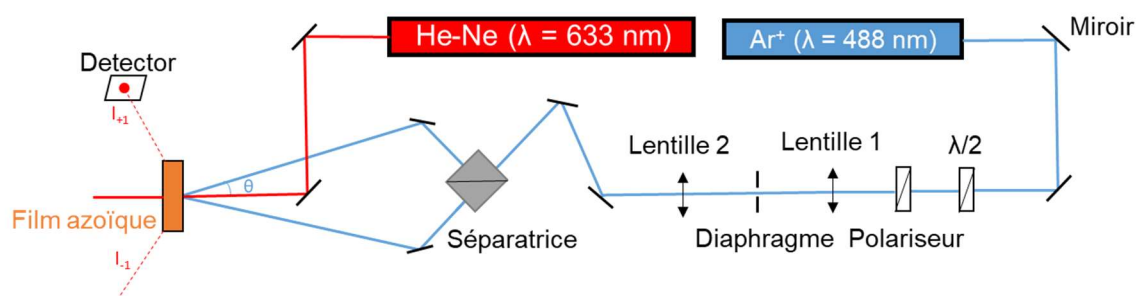 He-Ne (λ = 633 nm)
Ar⁺ (λ = 488 nm)
Miroir
Detector
I+1
Lentille 2
Lentille 1
λ/2
θ
Film azoïque
Séparatrice
Diaphragme
Polariseur
I-1